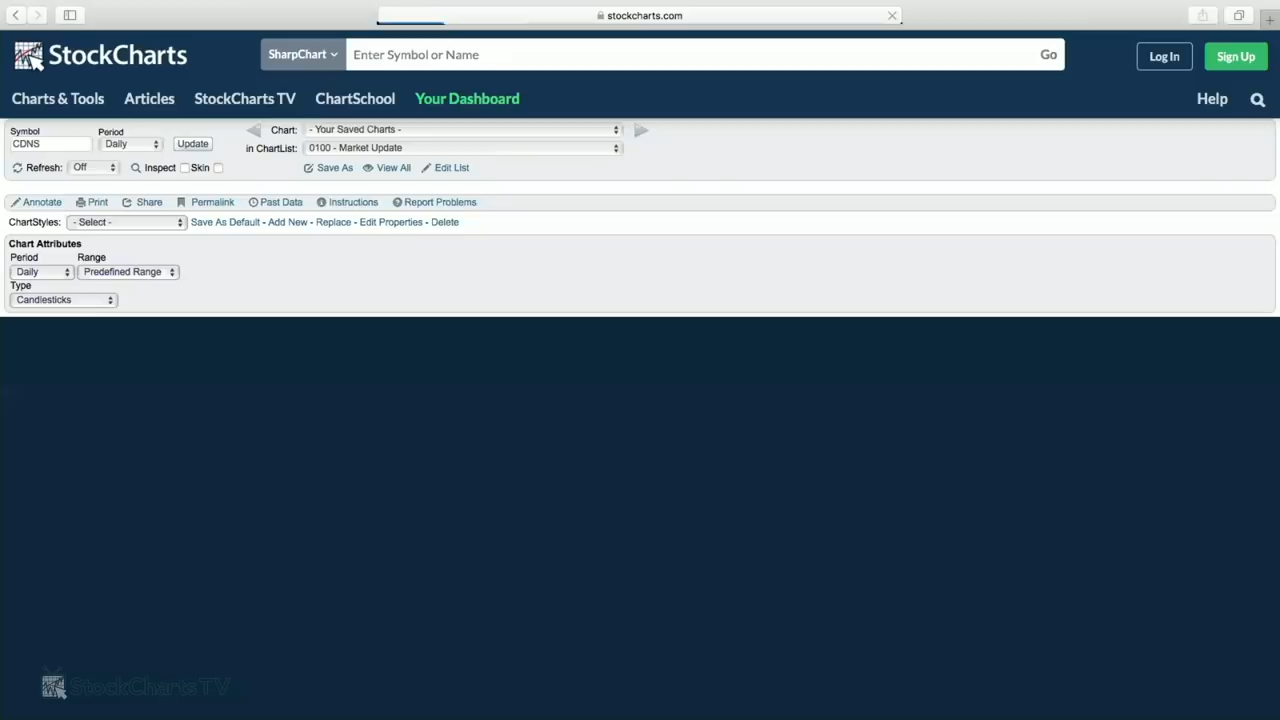 stockcharts.com
StockCharts
SharpChart
Enter Symbol or Name
Go
Log In
Sign Up
Charts & Tools
Articles
StockCharts TV
ChartSchool
Your Dashboard
Help
Symbol
Period
CDNS
Daily
Update
Chart:
- Your Saved Charts -
in ChartList:
0100 - Market Update
Refresh:
Off
Inspect
Skin
Save As
View All
Edit List
Annotate
Print
Share
Permalink
Past Data
Instructions
Report Problems
ChartStyles:
- Select -
Save As Default - Add New - Replace - Edit Properties - Delete
Chart Attributes
Period
Range
Daily
Predefined Range
Type
Candlesticks
StockCharts TV